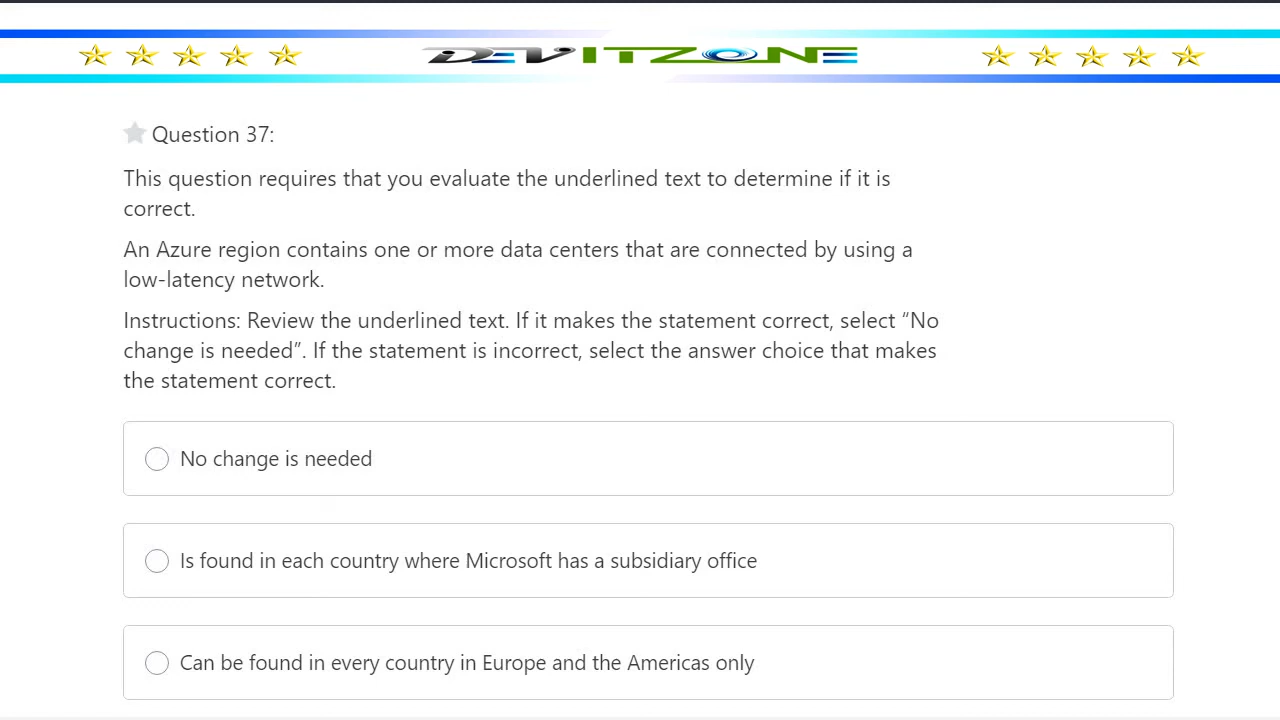 DEVITZONE
Question 37:
This question requires that you evaluate the underlined text to determine if it is
correct.
An Azure region contains one or more data centers that are connected by using a
low-latency network.
Instructions: Review the underlined text. If it makes the statement correct, select “No
change is needed”. If the statement is incorrect, select the answer choice that makes
the statement correct.
No change is needed
Is found in each country where Microsoft has a subsidiary office
Can be found in every country in Europe and the Americas only